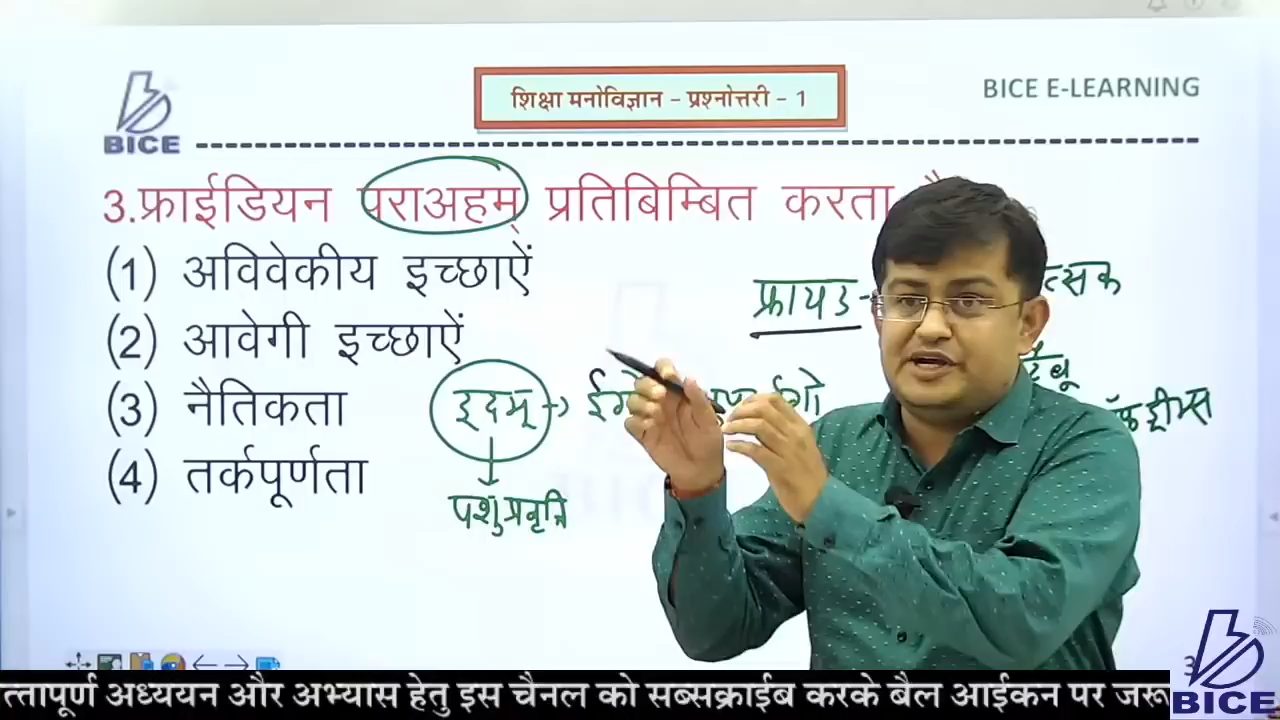 शिक्षा मनोविज्ञान – प्रश्नोत्तरी – 1
BICE E-LEARNING
BICE
3.फ्राईडियन पराअहम् प्रतिबिम्बित करता
(1) अविवेकीय इच्छाऐं
(2) आवेगी इच्छाऐं
(3) नैतिकता
(4) तर्कपूर्णता
फ्रायड
इदम्
पशुप्रवृत्ति
BICE
त्तापूर्ण अध्ययन और अभ्यास हेतु इस चैनल को सब्सक्राईब करके बैल आईकन पर जरू